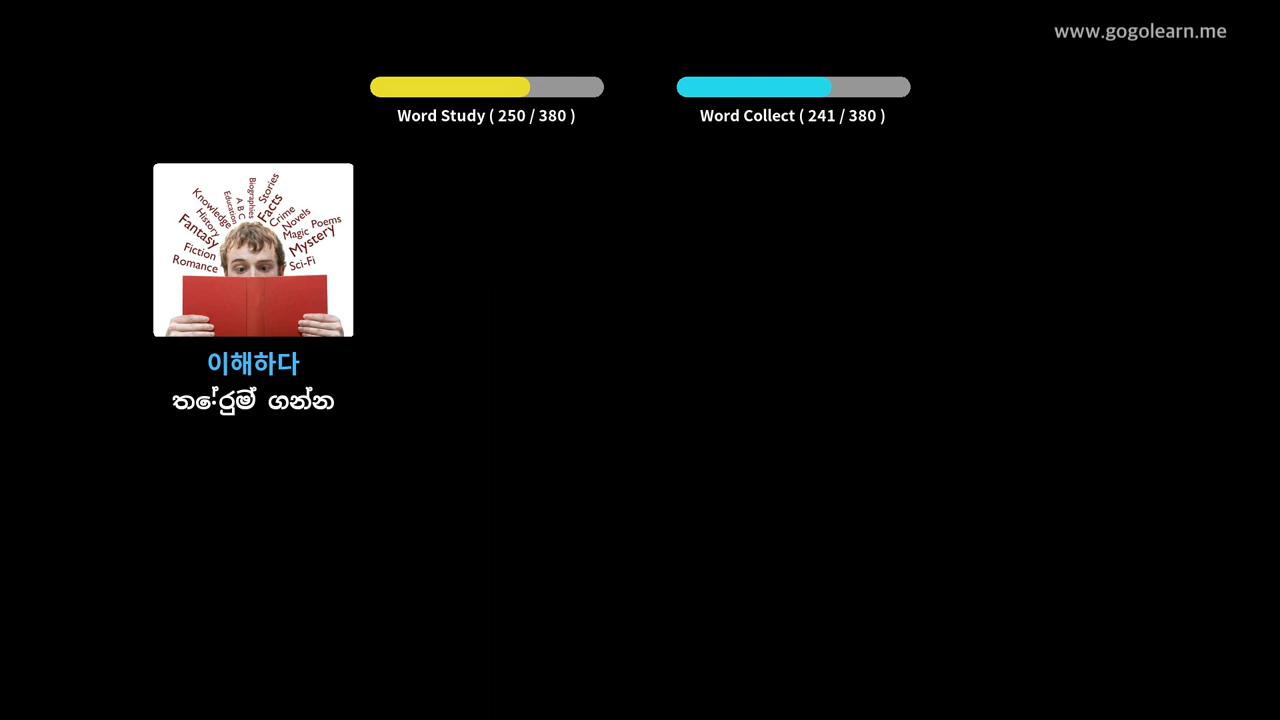 www.gogolearn.me
Word Study ( 250 / 380 )
Word Collect ( 241 / 380 )
Knowledge
History
Fantasy
Fiction
Romance
Education
A B C
Biographies
Stories
Facts
Crime
Novels
Magic
Poems
Mystery
Sci-Fi
이해하다
තේරුම් ගන්න